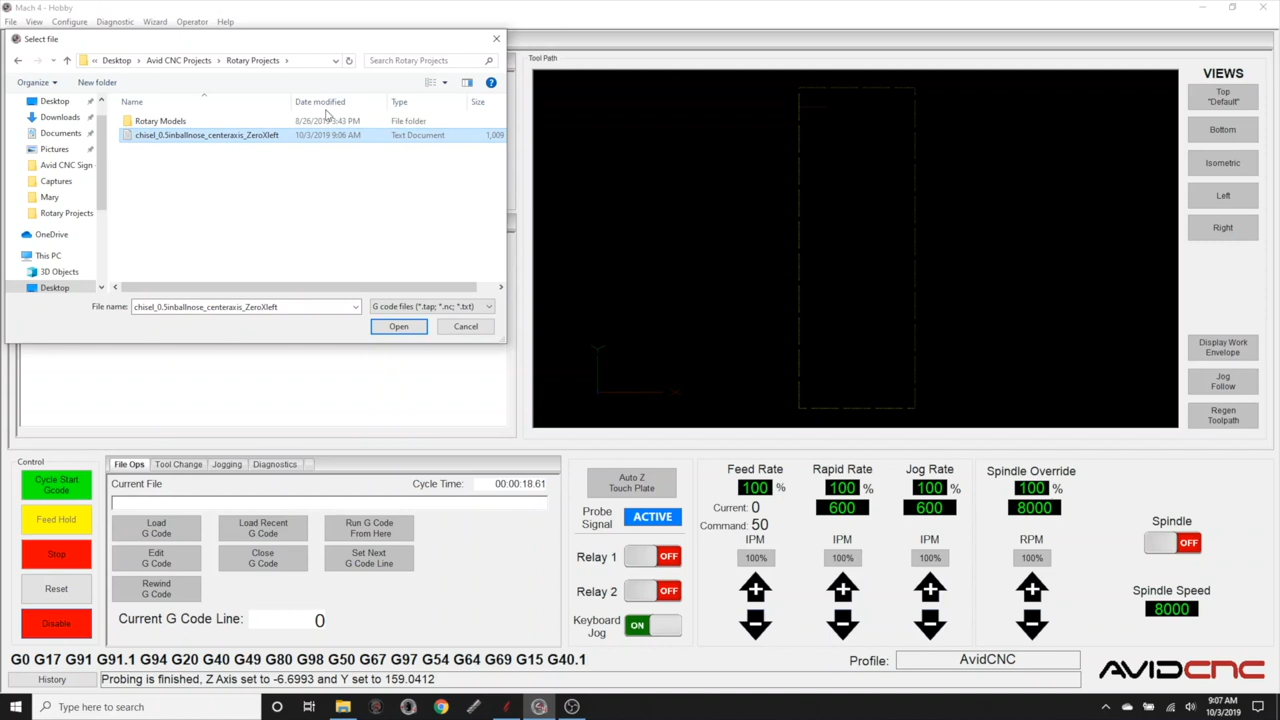 Mach 4 - Hobby
File View Configure Diagnostic Wizard Operator Help
Select file
« Desktop > Avid CNC Projects > Rotary Projects >
Search Rotary Projects
Organize
New folder
Name Date modified Type Size
Rotary Models 8/26/2019 3:43 PM File folder
chisel_0.5inballnose_centeraxis_ZeroXleft 10/3/2019 9:06 AM Text Document 1,009
Desktop
Downloads
Documents
Pictures
Avid CNC Sign
Captures
Mary
Rotary Projects
OneDrive
This PC
3D Objects
Desktop
File name: chisel_0.5inballnose_centeraxis_ZeroXleft
G code files (*.tap; *.nc; *.txt)
Open
Cancel
Tool Path
VIEWS
Top
"Default"
Bottom
Isometric
Left
Right
Display Work
Envelope
Jog
Follow
Regen
Toolpath
X
Control
Cycle Start
Gcode
Feed Hold
Stop
Reset
Disable
File Ops Tool Change Jogging Diagnostics
Current File
Cycle Time: 00:00:18.61
Load
G Code
Load Recent
G Code
Run G Code
From Here
Edit
G Code
Close
G Code
Set Next
G Code Line
Rewind
G Code
Current G Code Line: 0
Auto Z
Touch Plate
Probe
Signal
ACTIVE
Relay 1 OFF
Relay 2 OFF
Keyboard
Jog
ON
Feed Rate
100 %
Current: 0
Command: 50
IPM
100%
Rapid Rate
100 %
600
IPM
100%
Jog Rate
100 %
600
IPM
100%
Spindle Override
100 %
8000
RPM
100%
Spindle
OFF
Spindle Speed
8000
G0 G17 G91 G91.1 G94 G20 G40 G49 G80 G98 G50 G67 G97 G54 G64 G69 G15 G40.1
Profile: AvidCNC
AVIDCNC
History
Probing is finished, Z Axis set to -6.6993 and Y set to 159.0412
Type here to search
9:07 AM
10/3/2019